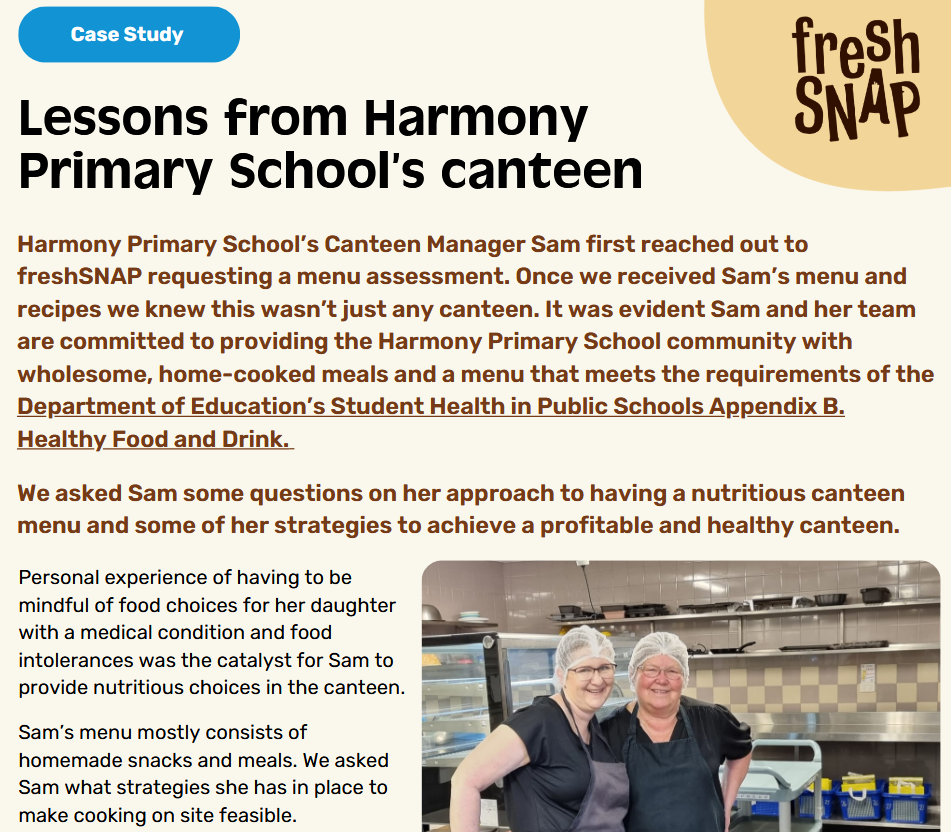 Case Study
fresh
SNAP
Lessons from Harmony
Primary School's canteen
Harmony Primary School’s Canteen Manager Sam first reached out to
freshSNAP requesting a menu assessment. Once we received Sam’s menu and
recipes we knew this wasn’t just any canteen. It was evident Sam and her team
are committed to providing the Harmony Primary School community with
wholesome, home-cooked meals and a menu that meets the requirements of the
Department of Education’s Student Health in Public Schools Appendix B.
Healthy Food and Drink.
We asked Sam some questions on her approach to having a nutritious canteen
menu and some of her strategies to achieve a profitable and healthy canteen.
Personal experience of having to be
mindful of food choices for her daughter
with a medical condition and food
intolerances was the catalyst for Sam to
provide nutritious choices in the canteen.
Sam’s menu mostly consists of
homemade snacks and meals. We asked
Sam what strategies she has in place to
make cooking on site feasible.